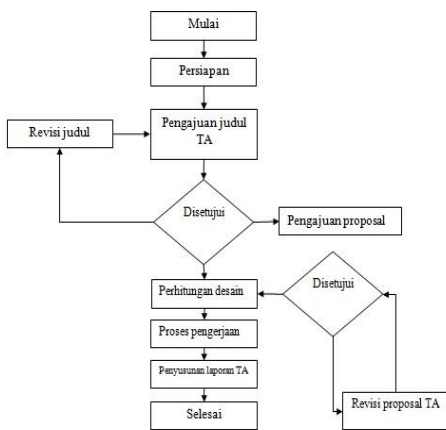 Mulai
Persiapan
Pengajuan judul
TA
Revisi judul
Disetujui
Pengajuan proposal
Perhitungan desain
Disetujui
Proses pengerjaan
Penyusunan laporan TA
Revisi proposal TA
Selesai